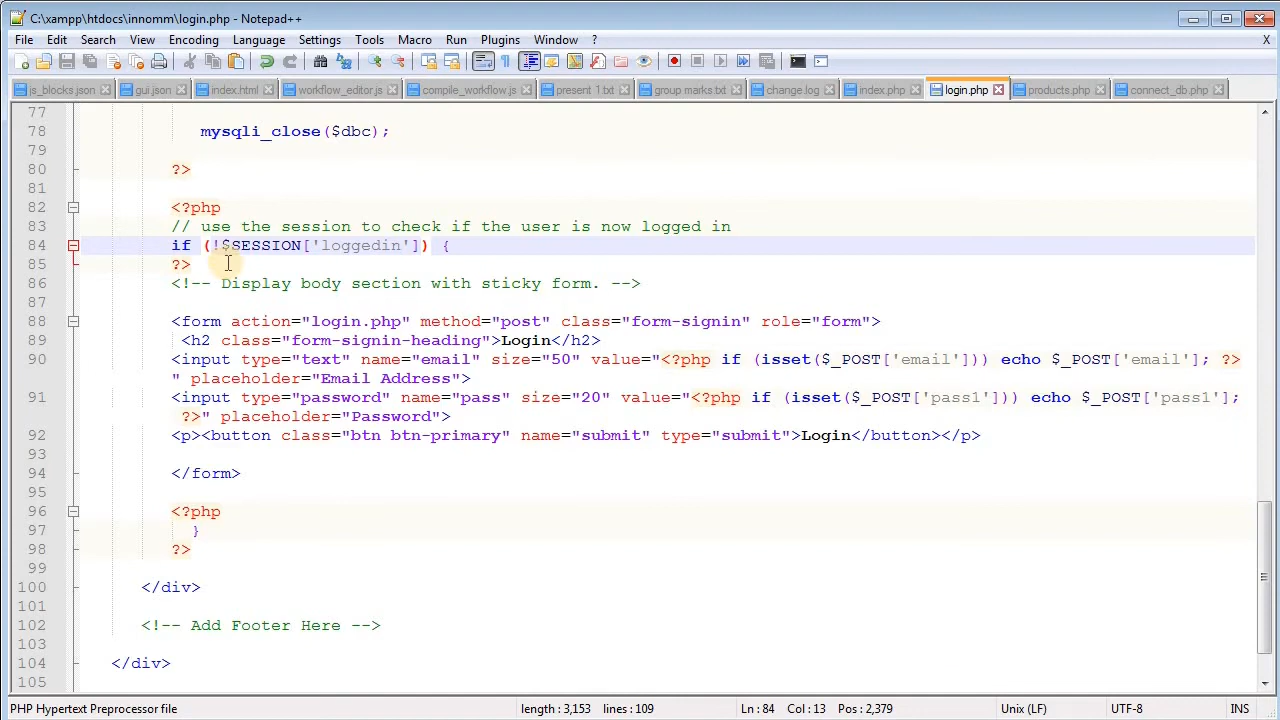 C:\xampp\htdocs\innomm\login.php - Notepad++
File Edit Search View Encoding Language Settings Tools Macro Run Plugins Window ? X
js_blocks.json gui.json index.html workflow_editor.js compile_workflow.js present 1.txt group marks.txt change.log index.php login.php products.php connect_db.php
77
78 mysqli_close($dbc);
79
80 ?>
81
82 <?php
83 // use the session to check if the user is now logged in
84 if (!$SESSION['loggedin']) {
85 ?>
86 <!-- Display body section with sticky form. -->
87
88 <form action="login.php" method="post" class="form-signin" role="form">
89 <h2 class="form-signin-heading">Login</h2>
90 <input type="text" name="email" size="50" value="<?php if (isset($_POST['email'])) echo $_POST['email']; ?>
" placeholder="Email Address">
91 <input type="password" name="pass" size="20" value="<?php if (isset($_POST['pass1'])) echo $_POST['pass1'];
?>" placeholder="Password">
92 <p><button class="btn btn-primary" name="submit" type="submit">Login</button></p>
93
94 </form>
95
96 <?php
97 }
98 ?>
99
100 </div>
101
102 <!-- Add Footer Here -->
103
104 </div>
105
PHP Hypertext Preprocessor file length : 3,153 lines : 109 Ln : 84 Col : 13 Pos : 2,379 Unix (LF) UTF-8 INS